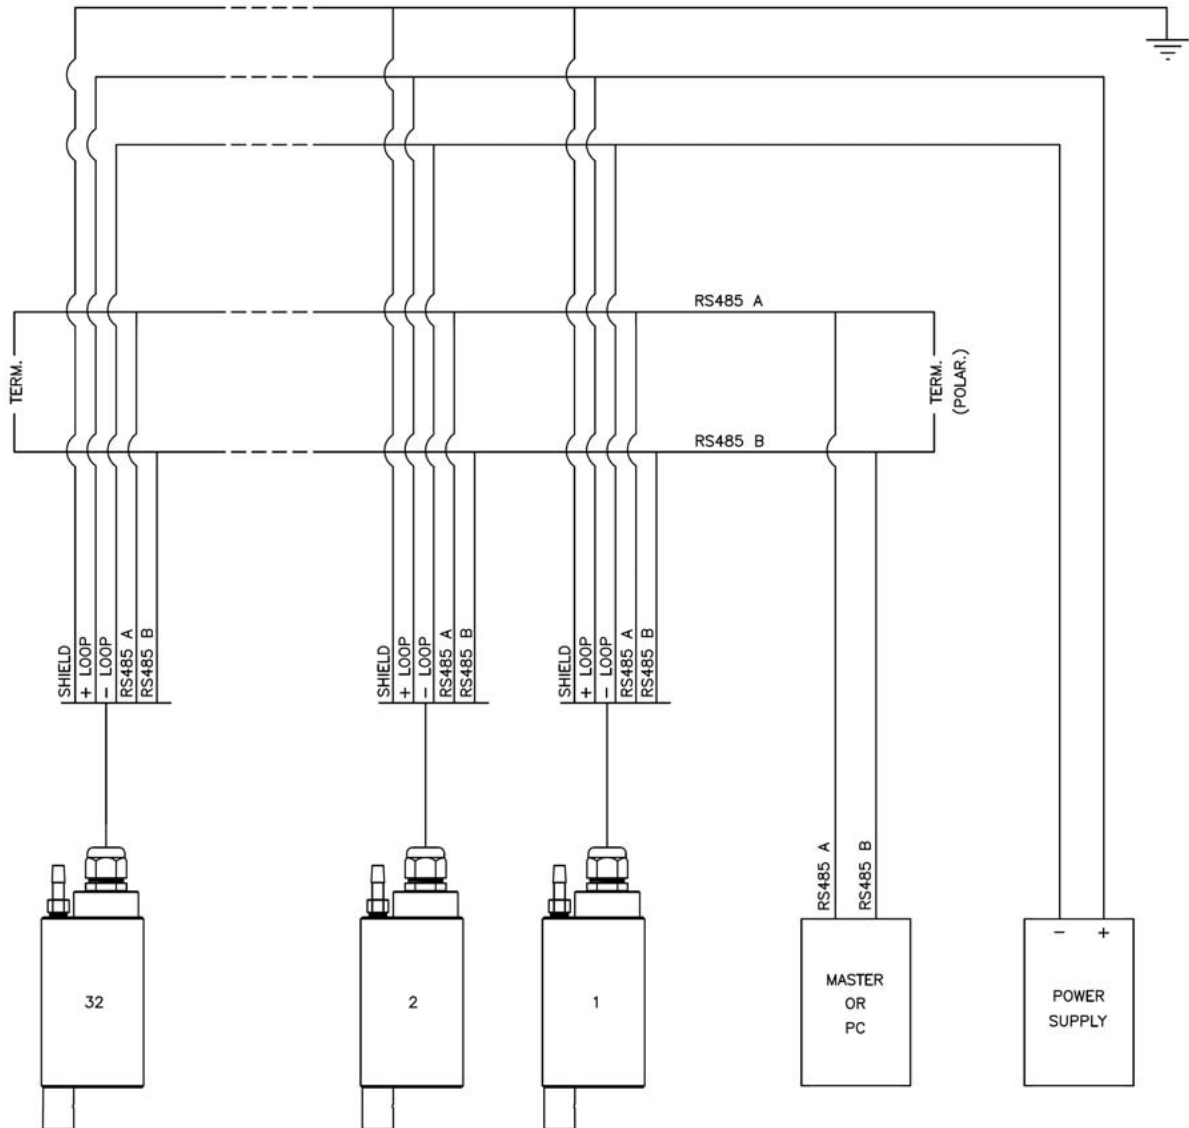 RS485 A
TERM.
TERM.
(POLAR.)
RS485 B
SHIELD
+ LOOP
- LOOP
RS485 A
RS485 B
SHIELD
+ LOOP
- LOOP
RS485 A
RS485 B
SHIELD
+ LOOP
- LOOP
RS485 A
RS485 B
RS485 A
RS485 B
- +
32
2
1
MASTER
OR
PC
POWER
SUPPLY